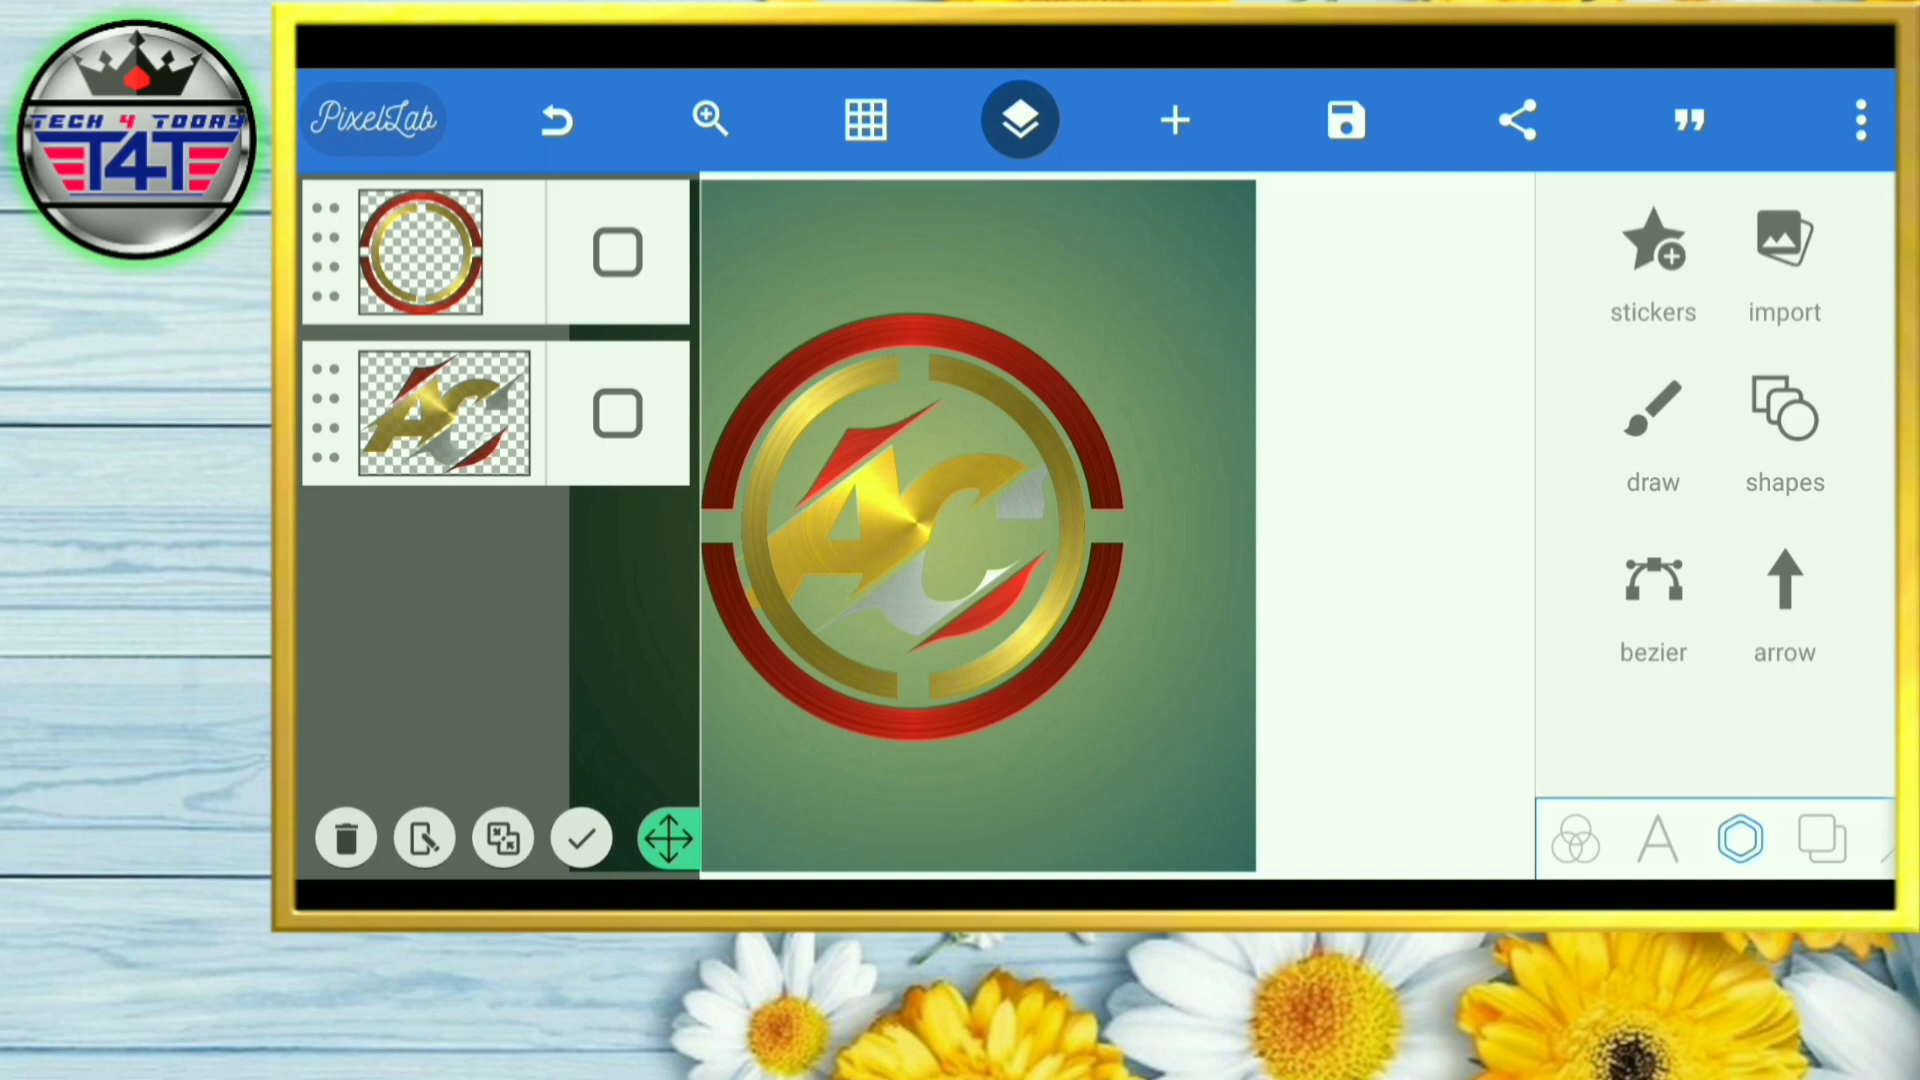 TECH 4 TODAY
T4T
PixelLab
AC
stickers
import
draw
shapes
bezier
arrow